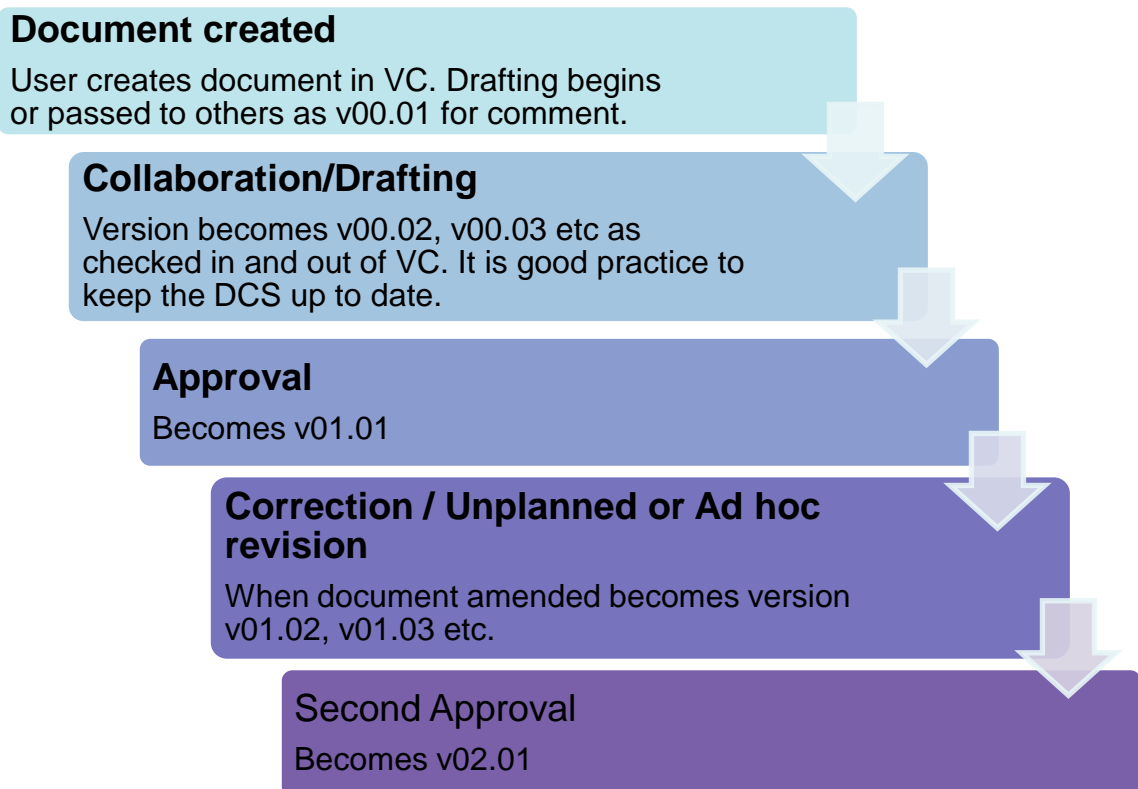 Document created
User creates document in VC. Drafting begins
or passed to others as v00.01 for comment.
Collaboration/Drafting
Version becomes v00.02, v00.03 etc as
checked in and out of VC. It is good practice to
keep the DCS up to date.
Approval
Becomes v01.01
Correction / Unplanned or Ad hoc
revision
When document amended becomes version
v01.02, v01.03 etc.
Second Approval
Becomes v02.01